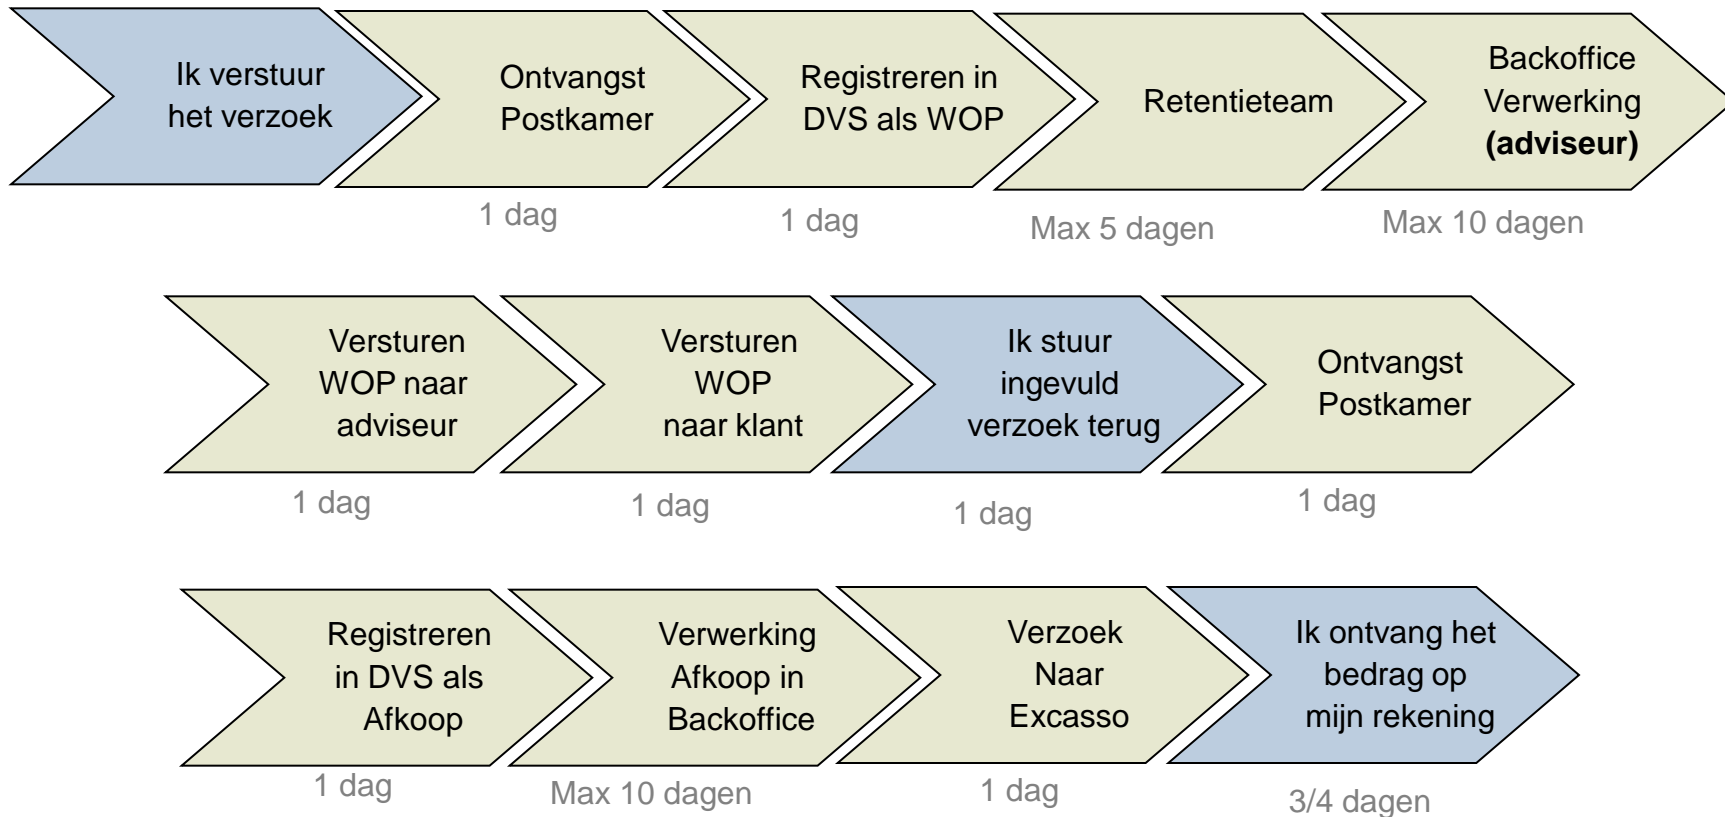 Ik verstuur
het verzoek
Ontvangst
Postkamer
Registreren in
DVS als WOP
Retentieteam
Backoffice
Verwerking
(adviseur)
1 dag
1 dag
Max 5 dagen
Max 10 dagen
Versturen
WOP naar
adviseur
Versturen
WOP
naar klant
Ik stuur
ingevuld
verzoek terug
Ontvangst
Postkamer
1 dag
1 dag
1 dag
1 dag
Registreren
in DVS als
Afkoop
Verwerking
Afkoop in
Backoffice
Verzoek
Naar
Excasso
Ik ontvang het
bedrag op
mijn rekening
1 dag
Max 10 dagen
1 dag
3/4 dagen